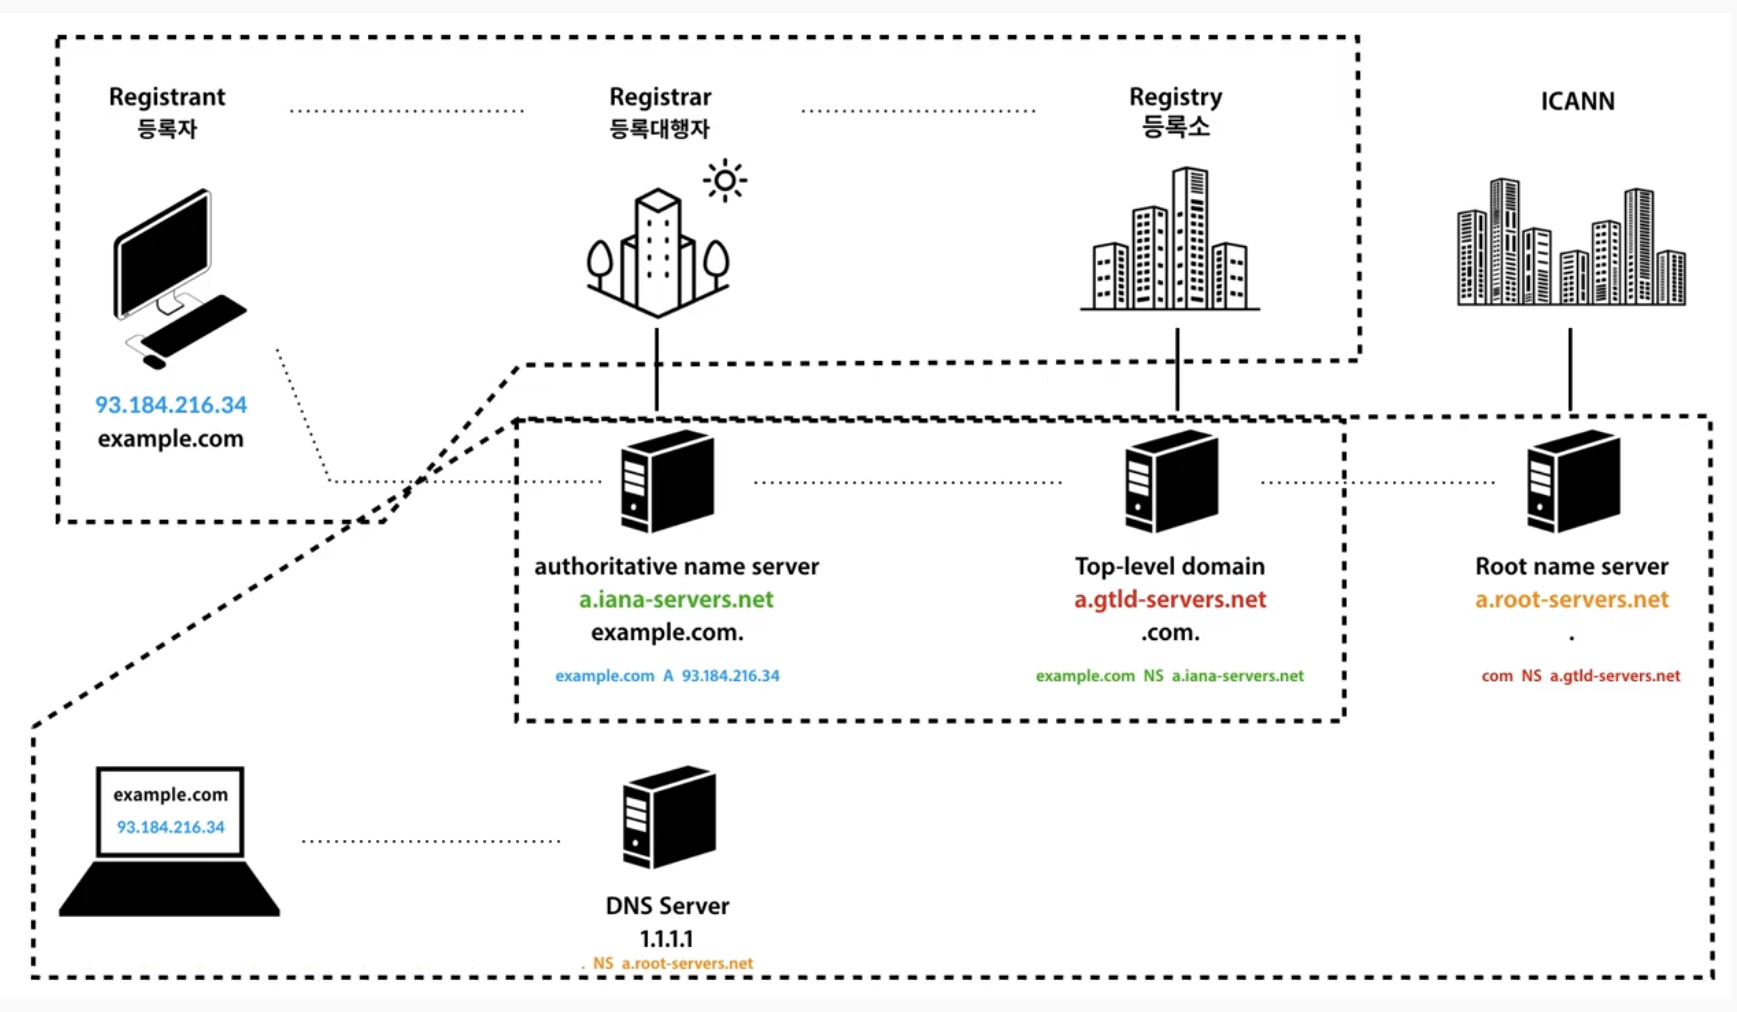 Registrant
등록자
Registrar
등록대행자
Registry
등록소
ICANN
93.184.216.34
example.com
authoritative name server
a.iana-servers.net
example.com.
example.com A 93.184.216.34
Top-level domain
a.gtld-servers.net
.com.
example.com NS a.iana-servers.net
Root name server
a.root-servers.net
.
com NS a.gtld-servers.net
example.com
93.184.216.34
DNS Server
1.1.1.1
. NS a.root-servers.net